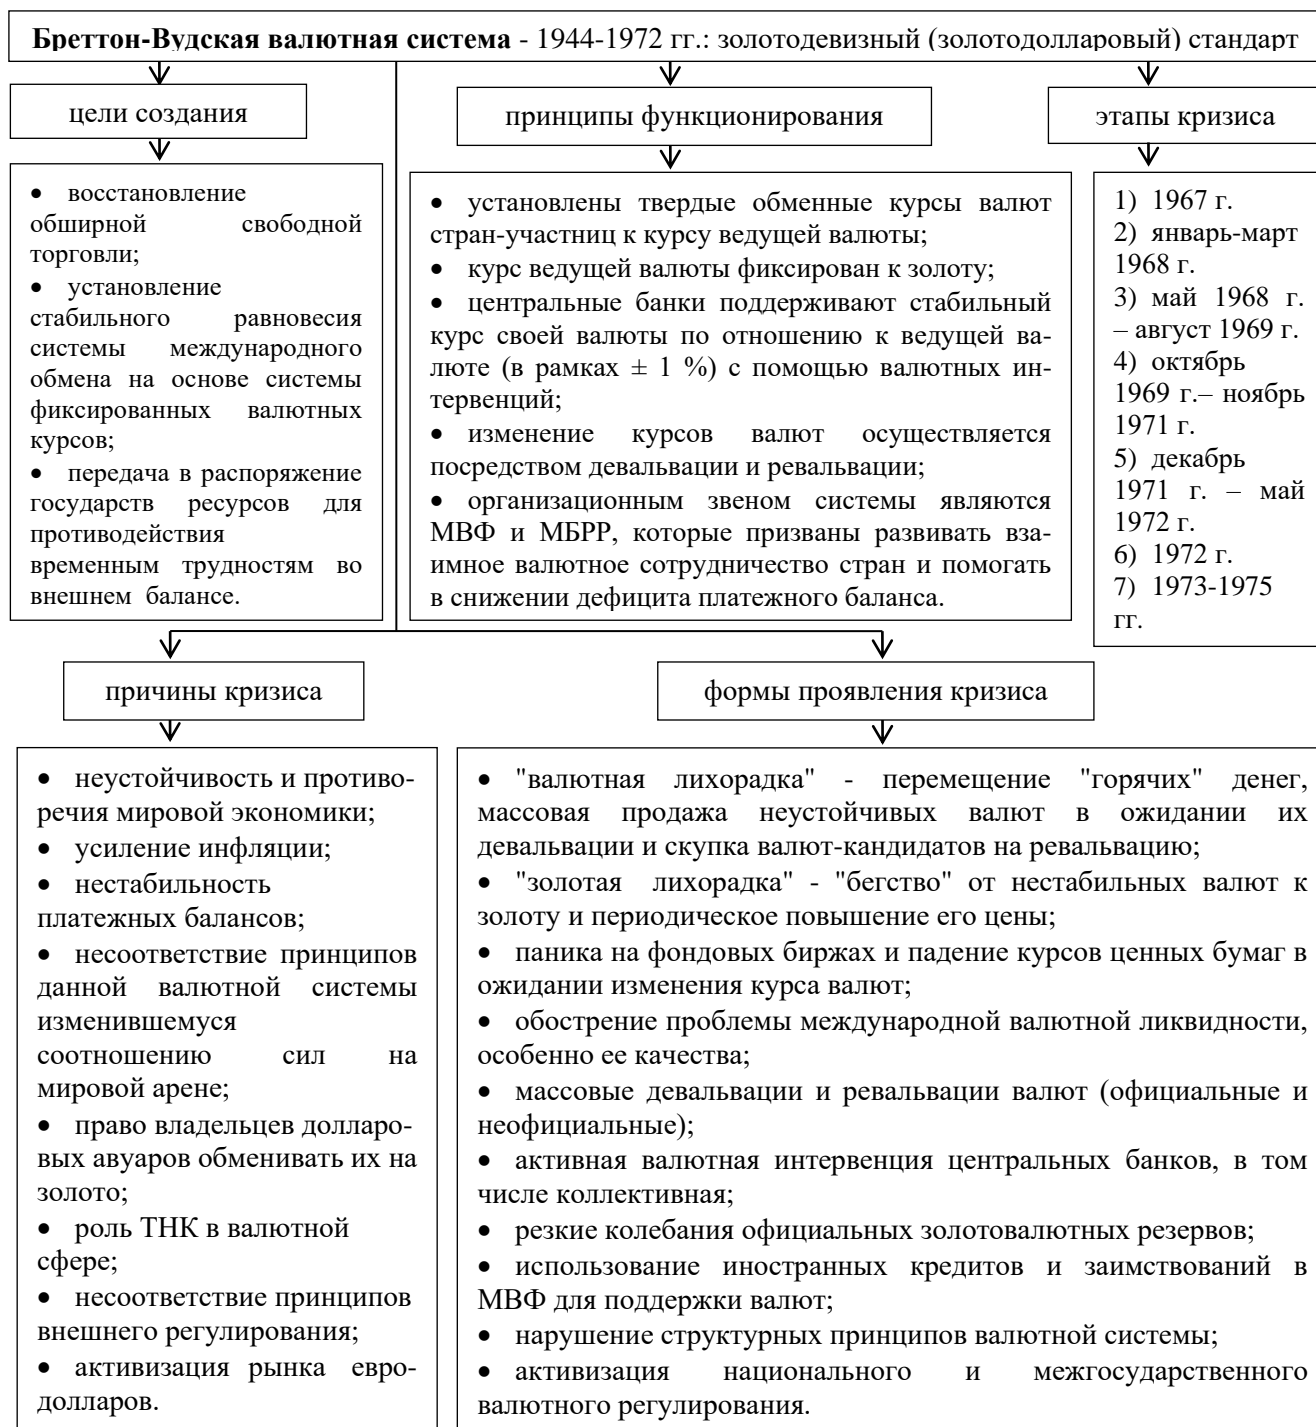 Бреттон-Вудская валютная система - 1944-1972 гг.: золотодевизный (золотодолларовый) стандарт
цели создания
• восстановление
обширной свободной
торговли;
• установление
стабильного равновесия
системы международного
обмена на основе системы
фиксированных валютных
курсов;
• передача в распоряжение
государств ресурсов для
противодействия
временным трудностям во
внешнем балансе.
принципы функционирования
• установлены твердые обменные курсы валют
стран-участниц к курсу ведущей валюты;
• курс ведущей валюты фиксирован к золоту;
• центральные банки поддерживают стабильный
курс своей валюты по отношению к ведущей ва-
люте (в рамках ± 1 %) с помощью валютных ин-
тервенций;
• изменение курсов валют осуществляется
посредством девальвации и ревальвации;
• организационным звеном системы являются
МВФ и МБРР, которые призваны развивать вза-
имное валютное сотрудничество стран и помогать
в снижении дефицита платежного баланса.
этапы кризиса
1) 1967 г.
2) январь-март
1968 г.
3) май 1968 г.
– август 1969 г.
4) октябрь
1969 г.– ноябрь
1971 г.
5) декабрь
1971 г. – май
1972 г.
6) 1972 г.
7) 1973-1975
гг.
причины кризиса
• неустойчивость и противо-
речия мировой экономики;
• усиление инфляции;
• нестабильность
платежных балансов;
• несоответствие принципов
данной валютной системы
изменившемуся
соотношению сил на
мировой арене;
• право владельцев долларо-
вых авуаров обменивать их на
золото;
• роль ТНК в валютной
сфере;
• несоответствие принципов
внешнего регулирования;
• активизация рынка евро-
долларов.
формы проявления кризиса
• "валютная лихорадка" - перемещение "горячих" денег,
массовая продажа неустойчивых валют в ожидании их
девальвации и скупка валют-кандидатов на ревальвацию;
• "золотая лихорадка" - "бегство" от нестабильных валют к
золоту и периодическое повышение его цены;
• паника на фондовых биржах и падение курсов ценных бумаг в
ожидании изменения курса валют;
• обострение проблемы международной валютной ликвидности,
особенно ее качества;
• массовые девальвации и ревальвации валют (официальные и
неофициальные);
• активная валютная интервенция центральных банков, в том
числе коллективная;
• резкие колебания официальных золотовалютных резервов;
• использование иностранных кредитов и заимствований в
МВФ для поддержки валют;
• нарушение структурных принципов валютной системы;
• активизация национального и межгосударственного
валютного регулирования.